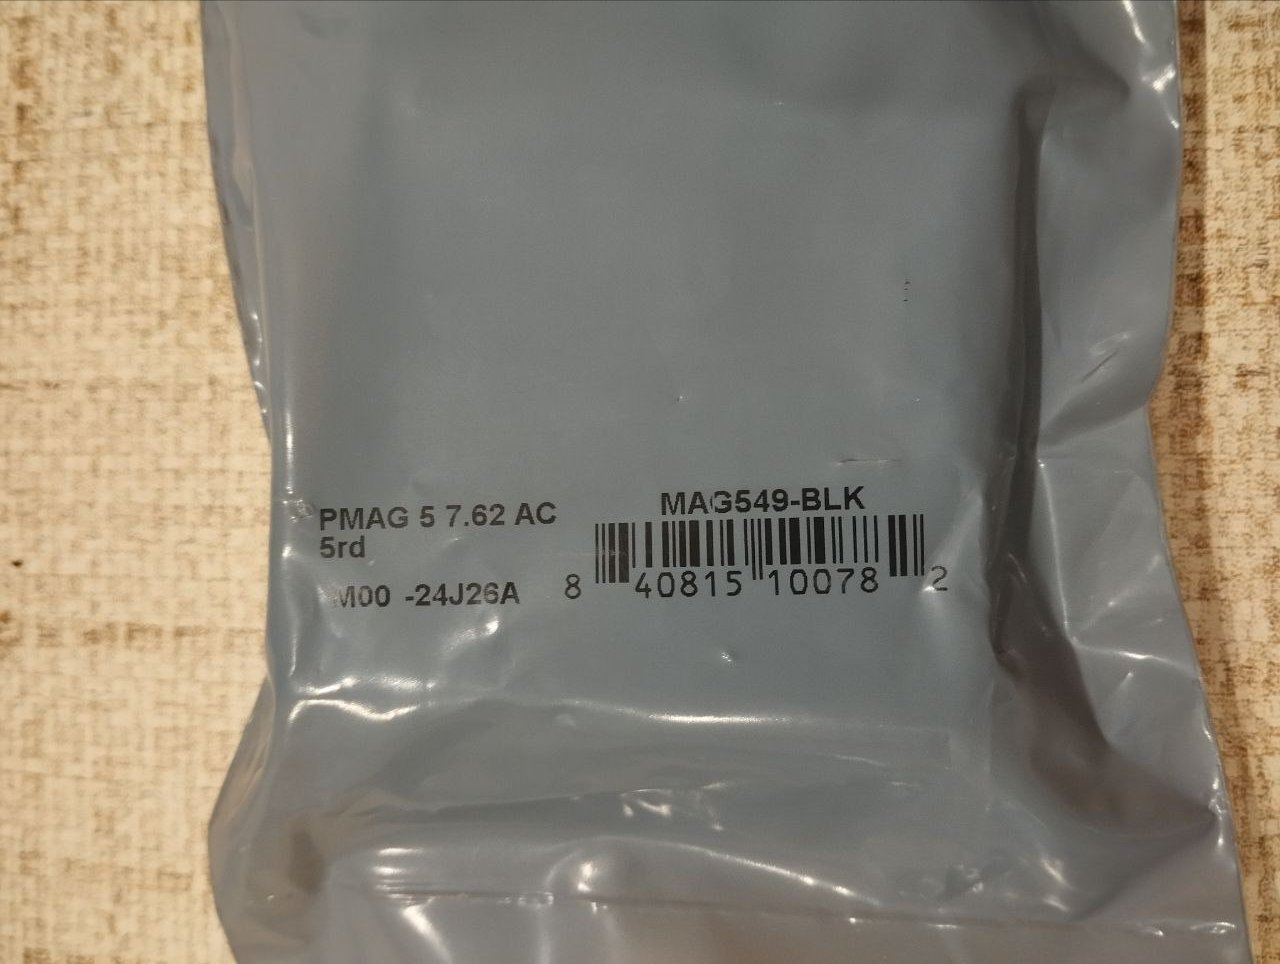 PMAG 5 7.62 AC
5rd
M00 -24J26A
MAG549-BLK
8 40815 10078 2